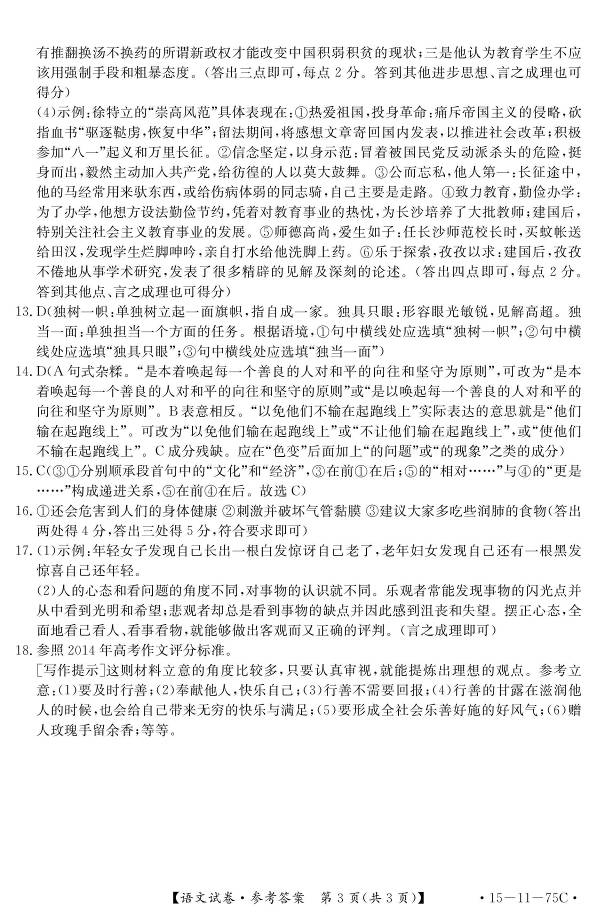 有推翻换汤不换药的所谓新政权才能改变中国积弱积贫的现状;三是他认为教育学生不应
该用强制手段和粗暴态度。(答出三点即可,每点 2 分。答到其他进步思想、言之成理也可
得分)
(4)示例:徐特立的“崇高风范”具体表现在:①热爱祖国,投身革命:痛斥帝国主义的侵略,砍
指血书“驱逐鞑虏,恢复中华”;留法期间,将感想文章寄回国内发表,以推进社会改革;积极
参加“八一”起义和万里长征。②信念坚定,以身示范:冒着被国民党反动派杀头的危险,挺
身而出,毅然主动加入共产党,给彷徨的人以莫大鼓舞。③公而忘私,他人第一:长征途中,
他的马经常用来驮东西,或给伤病体弱的同志骑,自己主要是走路。④致力教育,勤俭办学:
为了办学,他想方设法勤俭节约,凭着对教育事业的热忱,为长沙培养了大批教师;建国后,
特别关注社会主义教育事业的发展。⑤师德高尚,爱生如子:任长沙师范校长时,买蚊帐送
给田汉,发现学生烂脚呻吟,亲自打水给他洗脚上药。⑥乐于探索,孜孜以求:建国后,孜孜
不倦地从事学术研究,发表了很多精辟的见解及深刻的论述。(答出四点即可,每点 2 分。
答到其他点、言之成理也可得分)
13. D(独树一帜:单独树立起一面旗帜,指自成一家。独具只眼:形容眼光敏锐,见解高超。独
当一面:单独担当一个方面的任务。根据语境,①句中横线处应选填“独树一帜”;②句中横
线处应选填“独具只眼”;③句中横线处应选填“独当一面”)
14. D(A 句式杂糅。“是本着唤起每一个善良的人对和平的向往和坚守为原则”,可改为“是本
着唤起每一个善良的人对和平的向往和坚守的原则”或“是以唤起每一个善良的人对和平的
向往和坚守为原则”。B 表意相反。“以免他们不输在起跑线上”实际表达的意思就是“他们
输在起跑线上”。可改为“以免他们输在起跑线上”或“不让他们输在起跑线上”,或“使他们
不输在起跑线上”。C 成分残缺。应在“色变”后面加上“的问题”或“的现象”之类的成分)
15. C(③①分别顺承段首句中的“文化”和“经济”,③在前①在后;⑤的“相对……”与④的“更是
……”构成递进关系,⑤在前④在后。故选 C)
16. ①还会危害到人们的身体健康 ②刺激并破坏气管黏膜 ③建议大家多吃些润肺的食物(答出
两处得 4 分,答出三处得 5 分,符合要求即可)
17. (1)示例:年轻女子发现自己长出一根白发惊讶自己老了,老年妇女发现自己还有一根黑发
惊喜自己还年轻。
(2)人的心态和看问题的角度不同,对事物的认识就不同。乐观者常能发现事物的闪光点并
从中看到光明和希望;悲观者却总是看到事物的缺点并因此感到沮丧和失望。摆正心态,全
面地看己看人、看事看物,就能够做出客观而又正确的评判。(言之成理即可)
18. 参照 2014 年高考作文评分标准。
[写作提示]这则材料立意的角度比较多,只要认真审视,就能提炼出理想的观点。参考立
意:(1)要及时行善;(2)奉献他人,快乐自己;(3)行善不需要回报;(4)行善的甘露在滋润他
人的时候,也会给自己带来无穷的快乐与满足;(5)要形成全社会乐善好施的好风气;(6)赠
人玫瑰手留余香;等等。
【语文试卷·参考答案 第 3 页(共 3 页)】 ·15-11-75C·